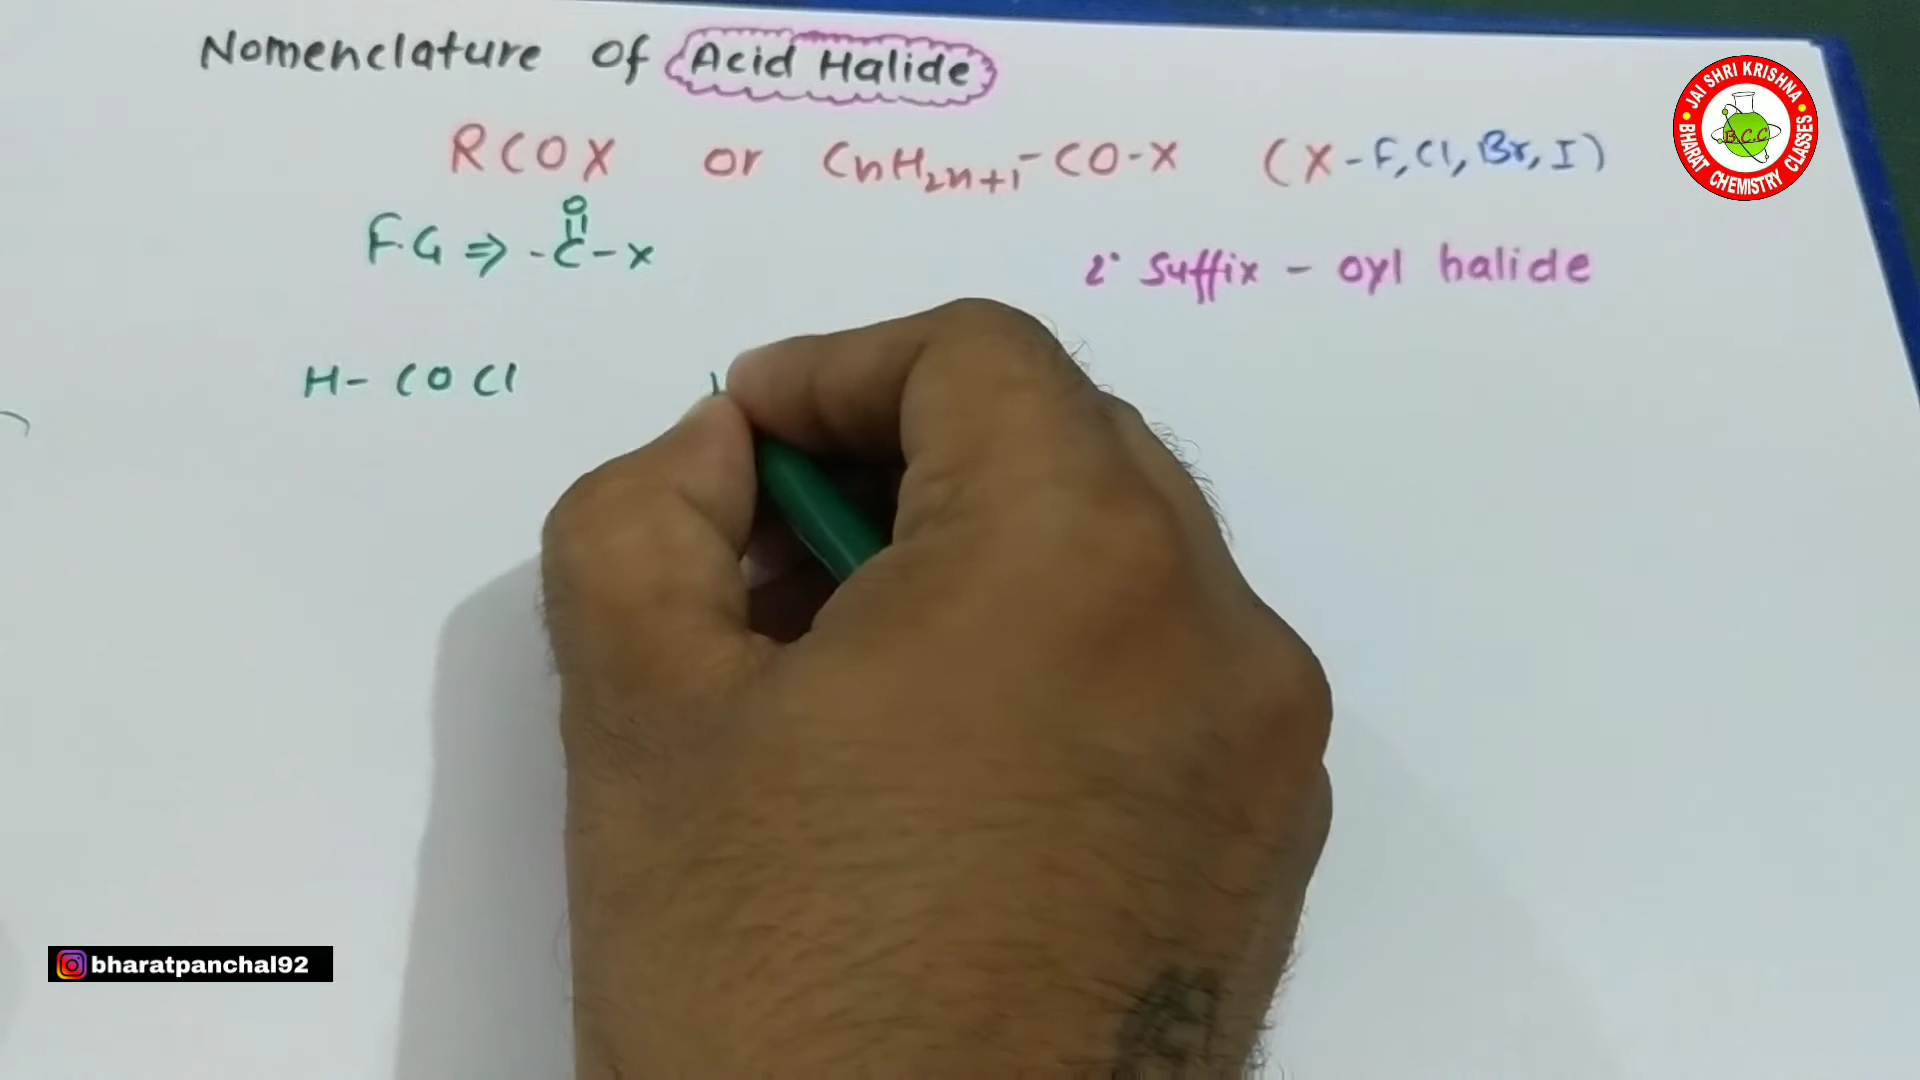 Nomenclature of Acid Halide
RCOX or CnH2n+1-CO-X (X-F, Cl, Br, I)
O
F.G ⇒ -C-X
2° Suffix - oyl halide
H- COCl
JAI SHRI KRISHNA
B.C.C
BHARAT CHEMISTRY CLASSES
bharatpanchal92